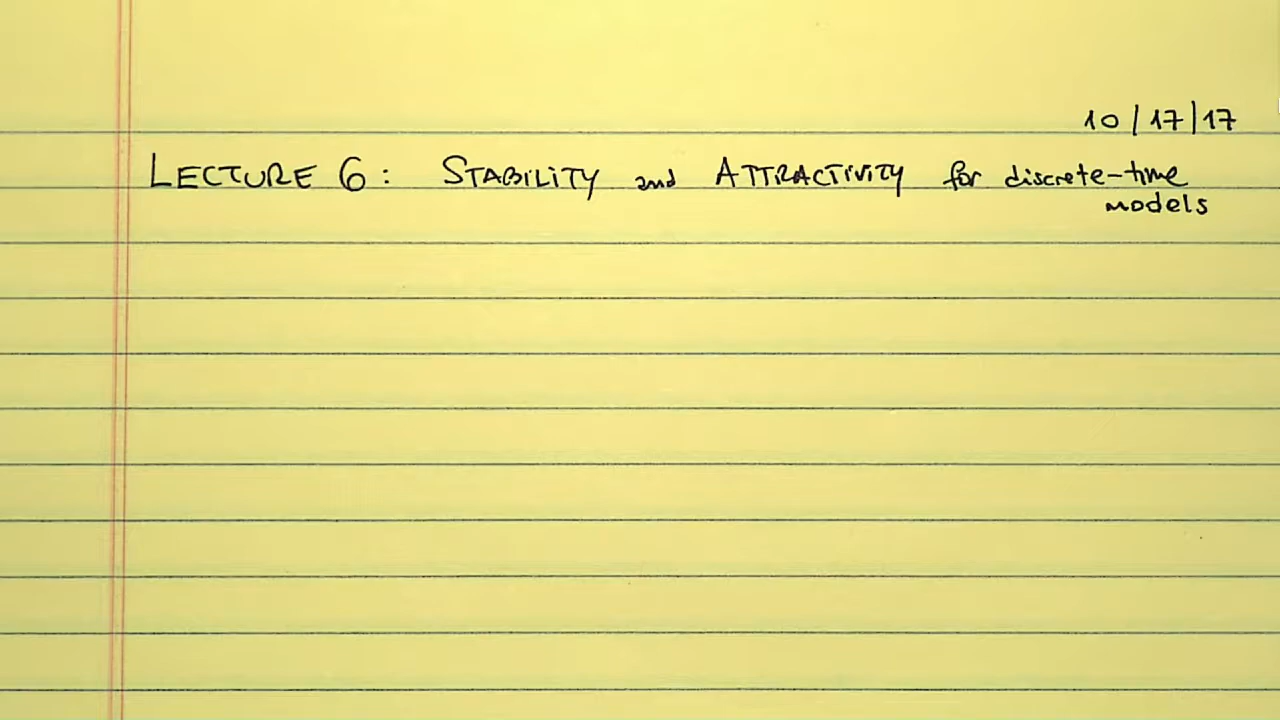 10/17/17
LECTURE 6: STABILITY and ATTRACTIVITY for discrete-time
models